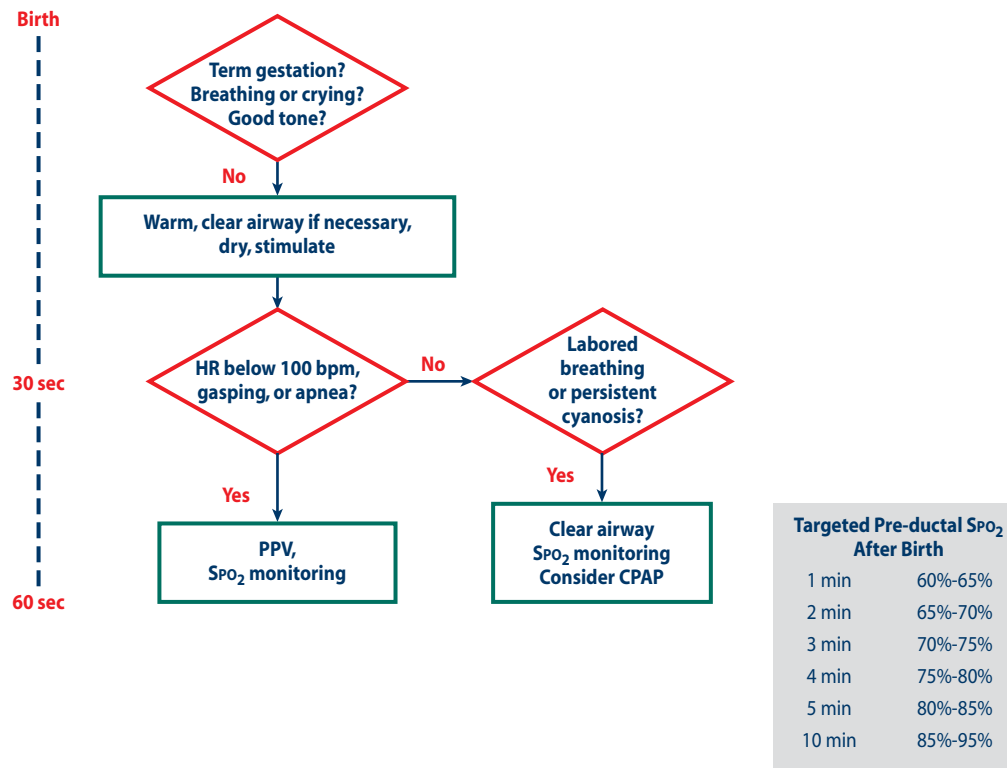 Birth
Term gestation?
Breathing or crying?
Good tone?
No
Warm, clear airway if necessary,
dry, stimulate
30 sec
HR below 100 bpm,
gasping, or apnea?
No
Labored
breathing
or persistent
cyanosis?
Yes
Yes
PPV,
SPO2 monitoring
Clear airway
SPO2 monitoring
Consider CPAP
60 sec
Targeted Pre-ductal SPO2
After Birth
1 min 60%-65%
2 min 65%-70%
3 min 70%-75%
4 min 75%-80%
5 min 80%-85%
10 min 85%-95%